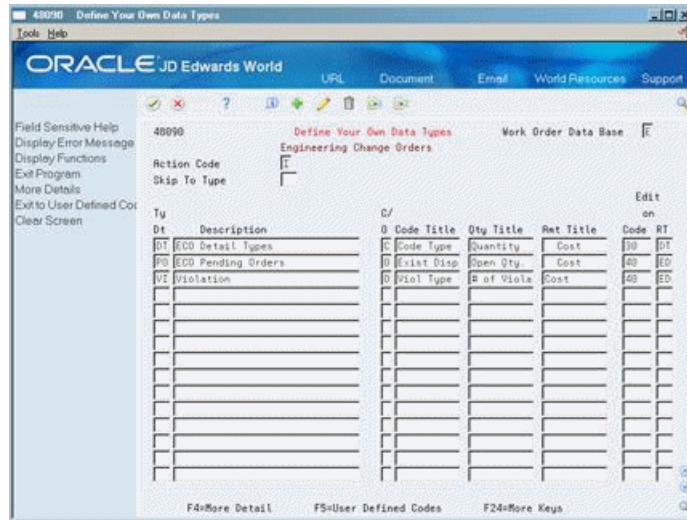 48090 Define Your Own Data Types
Tools Help
ORACLE JD Edwards World
URL Document Email World Resources Support
Field Sensitive Help
Display Error Message
Display Functions
Exit Program
More Details
Exit to User Defined Cod
Clear Screen
48090 Define Your Own Data Types Work Order Data Base E
Engineering Change Orders
Action Code I
Skip To Type
Edit
Ty C/ on
Dt Description O Code Title Qty Title Amt Title Code RT
DT ECO Detail Types C Code Type Quantity Cost 30 DT
PO ECO Pending Orders O Exist Disp Open Qty. Cost 40 ED
VI Violation O Viol Type # of Viola Cost 40 ED
F4=More Detail F5=User Defined Codes F24=More Keys